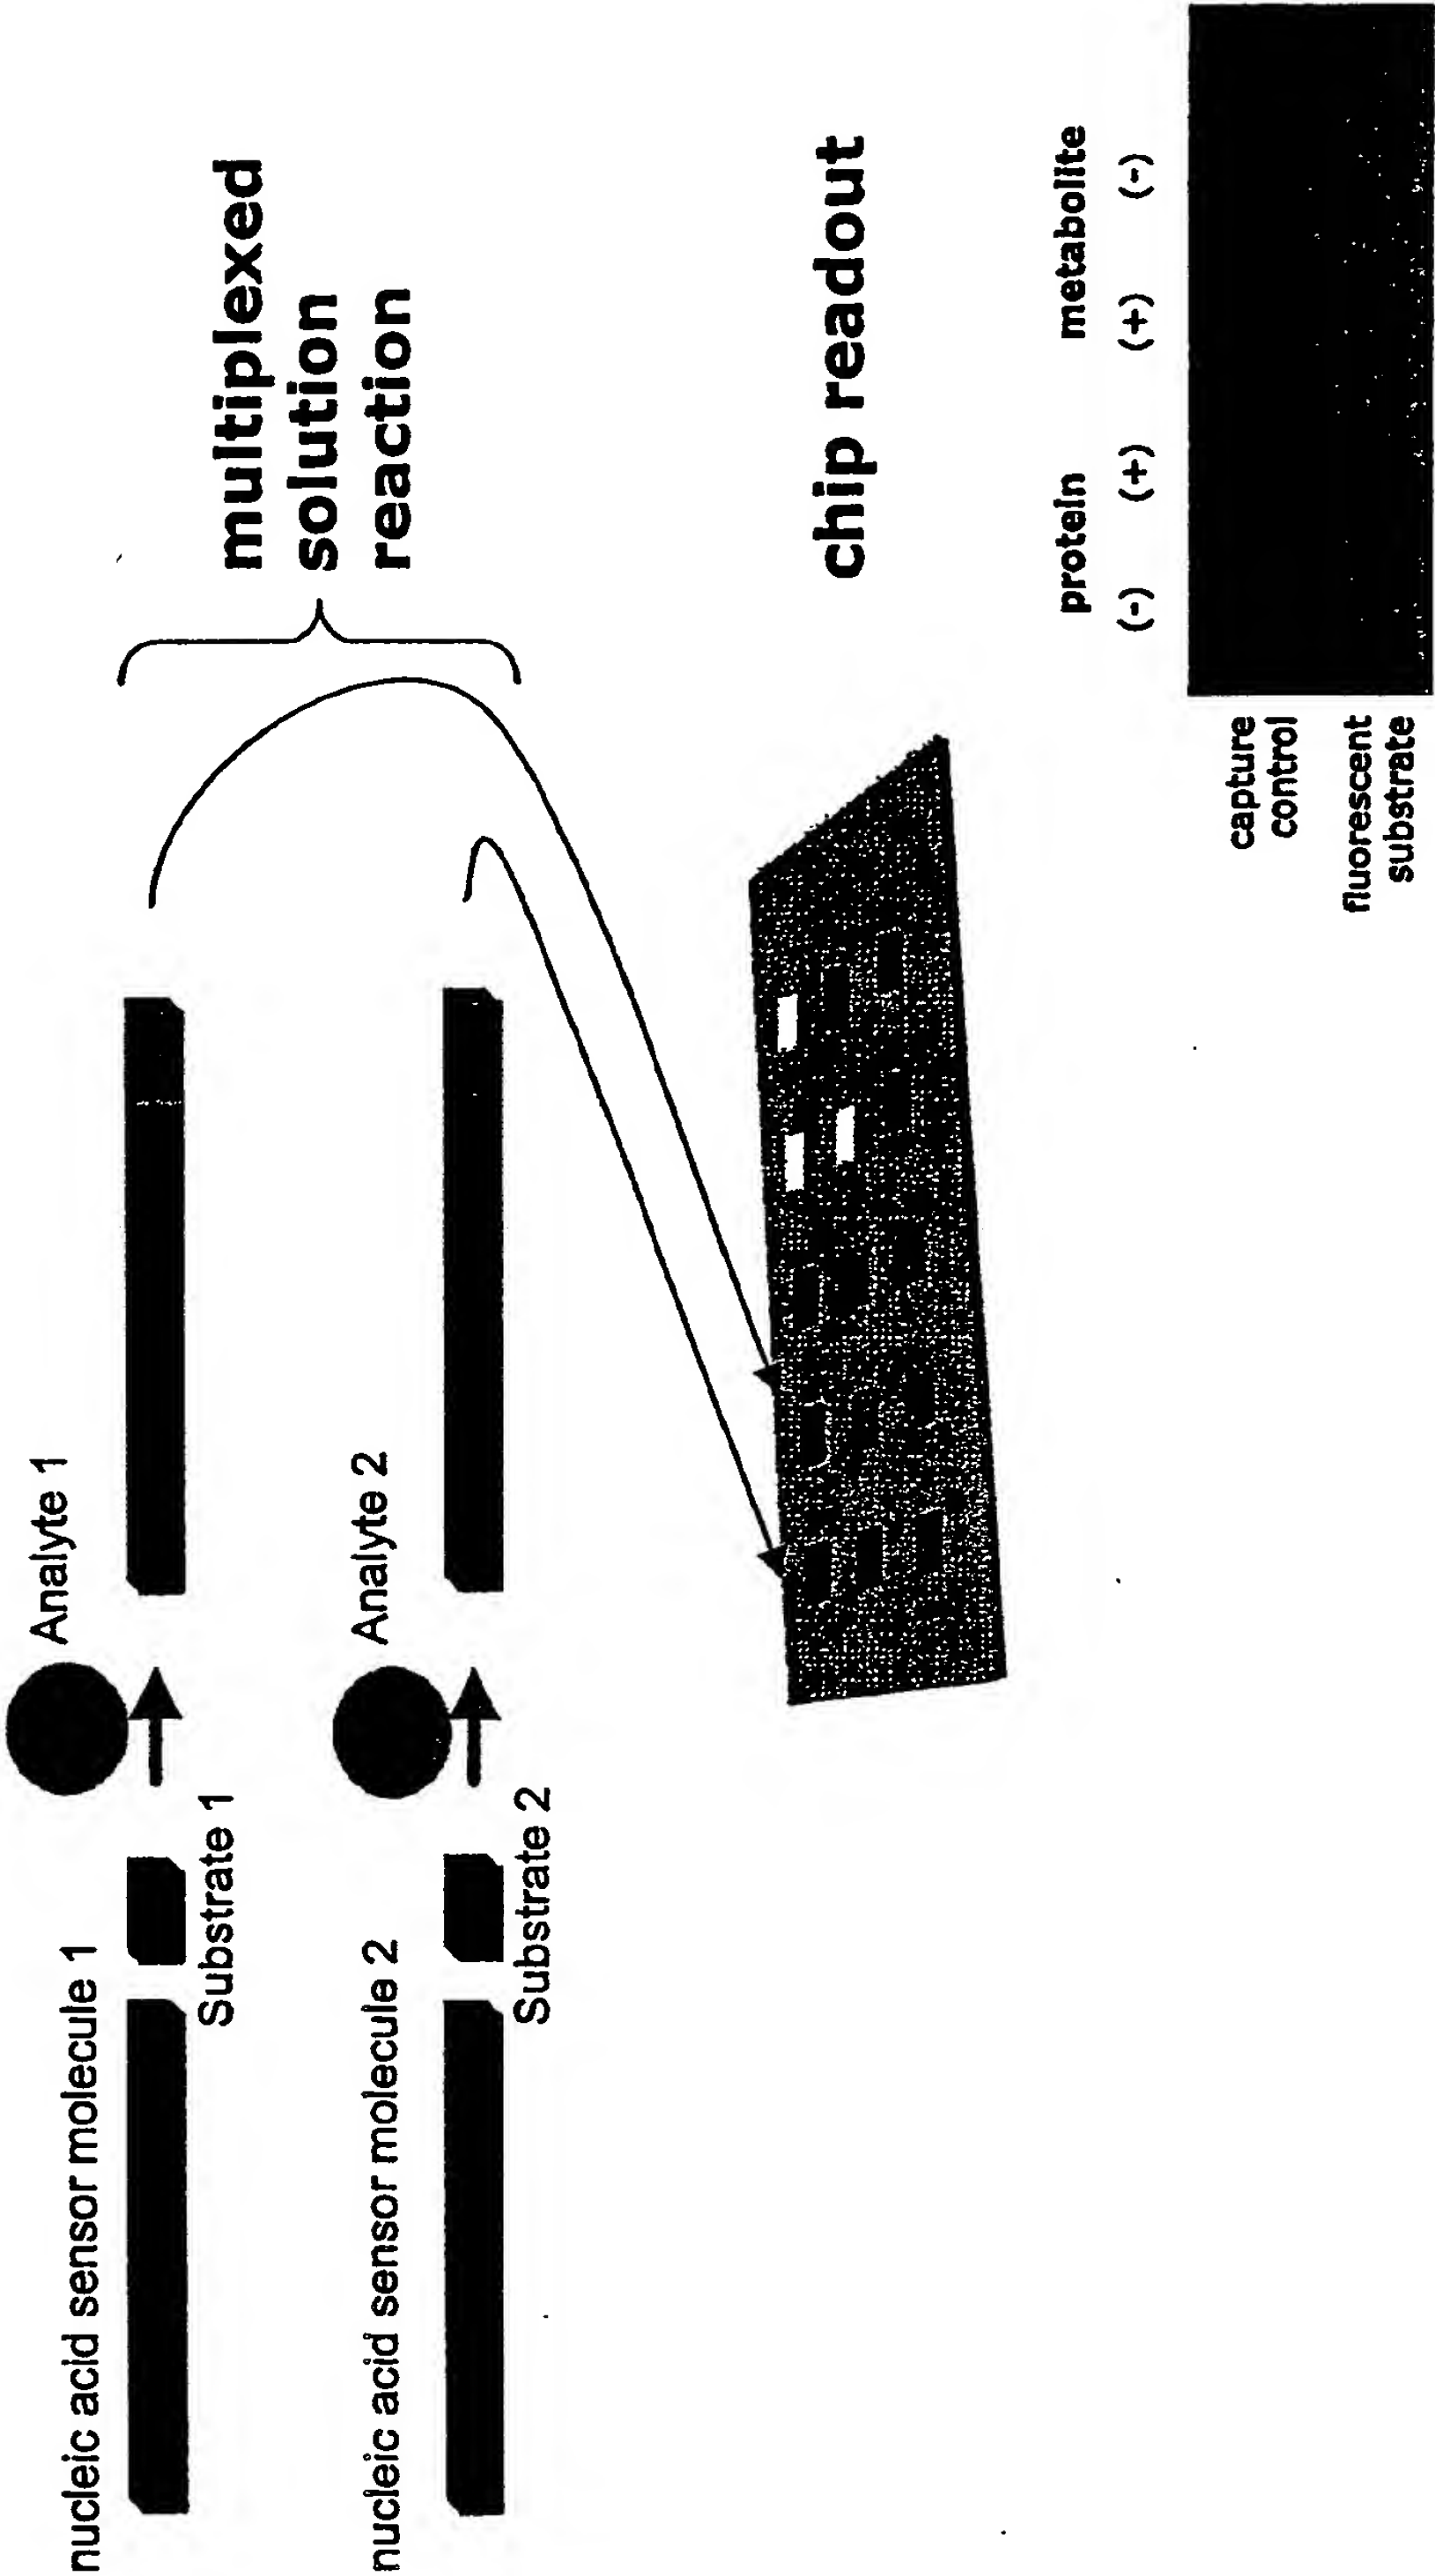 nucleic acid sensor molecule 1
Substrate 1
Analyte 1
nucleic acid sensor molecule 2
Substrate 2
Analyte 2
multiplexed
solution
reaction
chip readout
protein metabolite
(-) (+) (+) (-)
capture
control
fluorescent
substrate